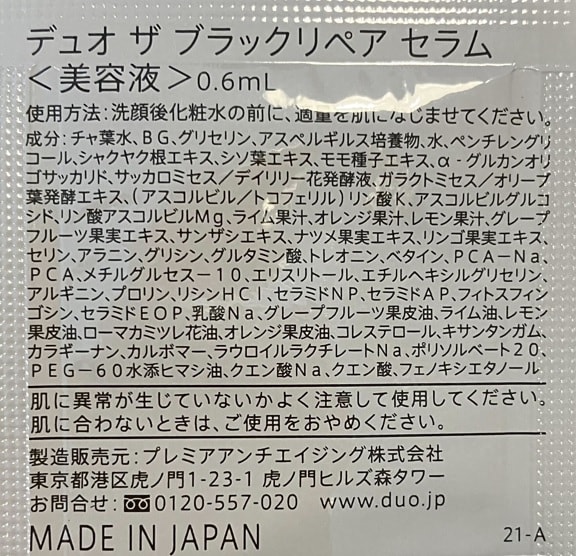 デュオ ザ ブラックリペア セラム
＜美容液＞0.6mL
使用方法:洗顔後化粧水の前に、適量を肌になじませてください。
成分:チャ葉水、BG、グリセリン、アスペルギルス培養物、水、ペンチレングリ
コール、シャクヤク根エキス、シソ葉エキス、モモ種子エキス、α-グルカンオリ
ゴサッカリド、サッカロミセス/デイリリー花発酵液、ガラクトミセス/オリーブ
葉発酵エキス、(アスコルビル/トコフェリル)リン酸K、アスコルビルグルコ
シド、リン酸アスコルビルMg、ライム果汁、オレンジ果汁、レモン果汁、グレープ
フルーツ果実エキス、サンザシエキス、ナツメ果実エキス、リンゴ果実エキス、
セリン、アラニン、グリシン、グルタミン酸、トレオニン、ベタイン、PCA-Na、
PCA、メチルグルセス-10、エリスリトール、エチルヘキシルグリセリン、
アルギニン、プロリン、リシンHCl、セラミドNP、セラミドAP、フィトスフィン
ゴシン、セラミドEOP、乳酸Na、グレープフルーツ果皮油、ライム油、レモン
果皮油、ローマカミツレ花油、オレンジ果皮油、コレステロール、キサンタンガム、
カラギーナン、カルボマー、ラウロイルラクチレートNa、ポリソルベート20、
PEG-60水添ヒマシ油、クエン酸Na、クエン酸、フェノキシエタノール
肌に異常が生じていないかよく注意して使用してください。
肌に合わないときは、ご使用をおやめください。
製造販売元:プレミアアンチエイジング株式会社
東京都港区虎ノ門1-23-1 虎ノ門ヒルズ森タワー
お問合せ:0120-557-020 www.duo.jp
MADE IN JAPAN
21-A